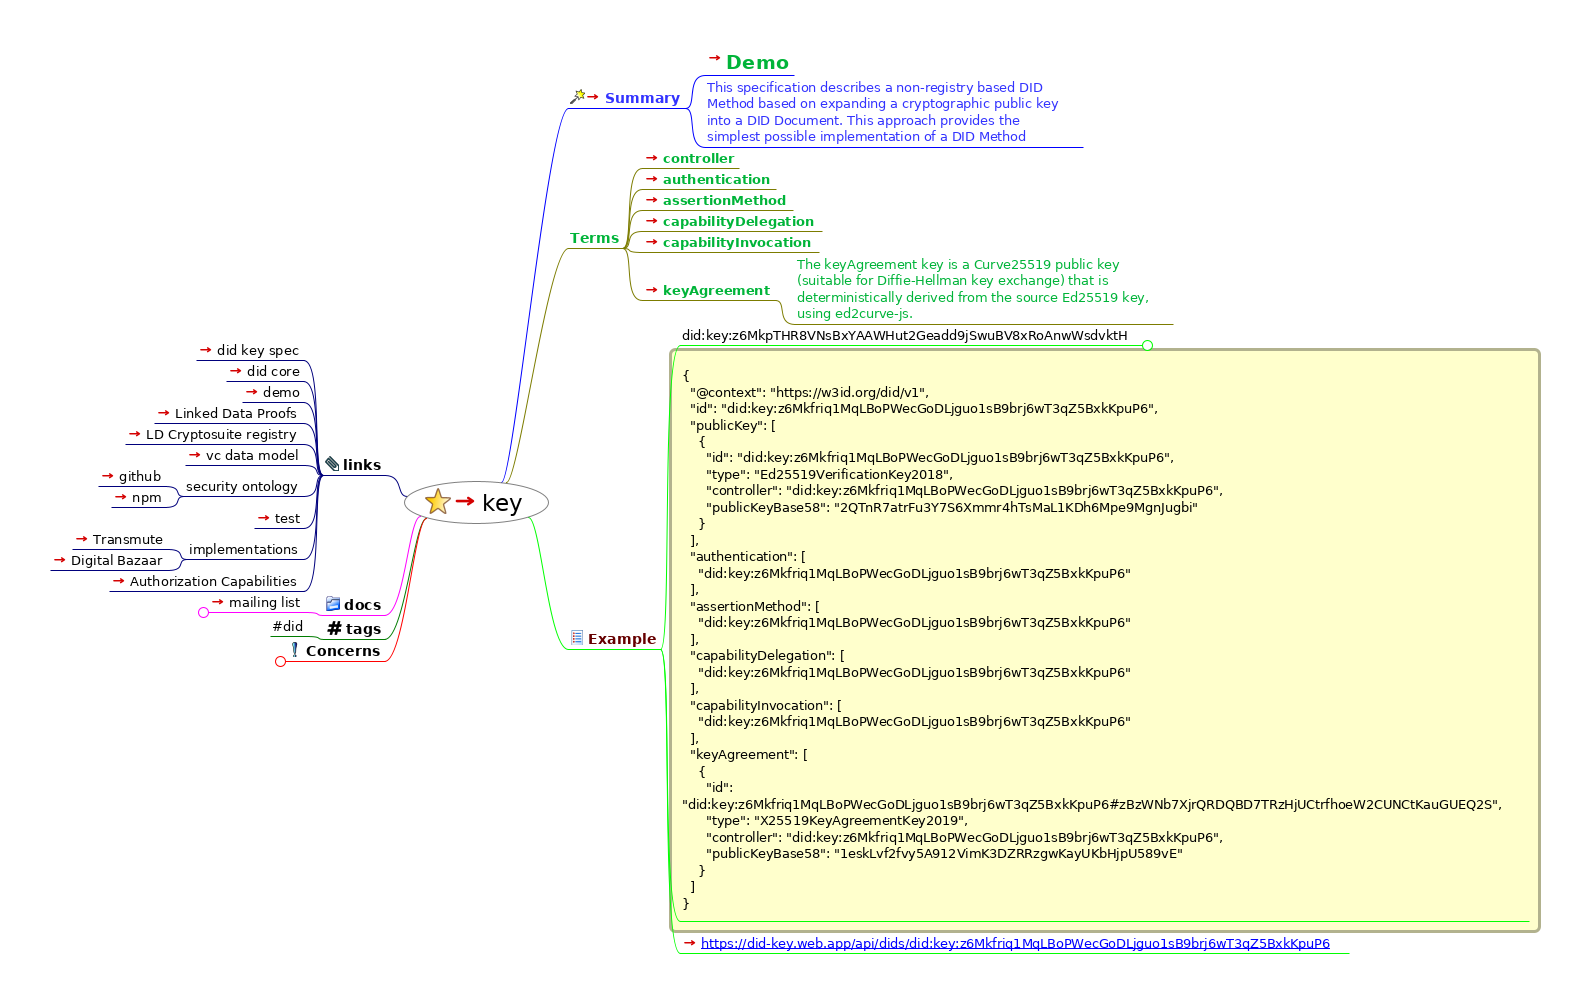 key
Summary
Demo
This specification describes a non-registry based DID
Method based on expanding a cryptographic public key
into a DID Document. This approach provides the
simplest possible implementation of a DID Method
Terms
controller
authentication
assertionMethod
capabilityDelegation
capabilityInvocation
keyAgreement
The keyAgreement key is a Curve25519 public key
(suitable for Diffie-Hellman key exchange) that is
deterministically derived from the source Ed25519 key,
using ed2curve-js.
Example
did:key:z6MkpTHR8VNsBxYAAWHut2Geadd9jSwuBV8xRoAnwWsdvktH
{
"@context": "https://w3id.org/did/v1",
"id": "did:key:z6Mkfriq1MqLBoPWecGoDLjguo1sB9brj6wT3qZ5BxkKpuP6",
"publicKey": [
{
"id": "did:key:z6Mkfriq1MqLBoPWecGoDLjguo1sB9brj6wT3qZ5BxkKpuP6",
"type": "Ed25519VerificationKey2018",
"controller": "did:key:z6Mkfriq1MqLBoPWecGoDLjguo1sB9brj6wT3qZ5BxkKpuP6",
"publicKeyBase58": "2QTnR7atrFu3Y7S6Xmmr4hTsMaL1KDh6Mpe9MgnJugbi"
}
],
"authentication": [
"did:key:z6Mkfriq1MqLBoPWecGoDLjguo1sB9brj6wT3qZ5BxkKpuP6"
],
"assertionMethod": [
"did:key:z6Mkfriq1MqLBoPWecGoDLjguo1sB9brj6wT3qZ5BxkKpuP6"
],
"capabilityDelegation": [
"did:key:z6Mkfriq1MqLBoPWecGoDLjguo1sB9brj6wT3qZ5BxkKpuP6"
],
"capabilityInvocation": [
"did:key:z6Mkfriq1MqLBoPWecGoDLjguo1sB9brj6wT3qZ5BxkKpuP6"
],
"keyAgreement": [
{
"id":
"did:key:z6Mkfriq1MqLBoPWecGoDLjguo1sB9brj6wT3qZ5BxkKpuP6#zBzWNb7XjrQRDQBD7TRzHjUCtrfhoeW2CUNCtKauGUEQ2S",
"type": "X25519KeyAgreementKey2019",
"controller": "did:key:z6Mkfriq1MqLBoPWecGoDLjguo1sB9brj6wT3qZ5BxkKpuP6",
"publicKeyBase58": "1eskLvf2fvy5A912VimK3DZRRzgwKayUKbHjpU589vE"
}
]
}
https://did-key.web.app/api/dids/did:key:z6Mkfriq1MqLBoPWecGoDLjguo1sB9brj6wT3qZ5BxkKpuP6
links
did key spec
did core
demo
Linked Data Proofs
LD Cryptosuite registry
vc data model
security ontology
github
npm
test
implementations
Transmute
Digital Bazaar
Authorization Capabilities
docs
mailing list
# tags
#did
Concerns